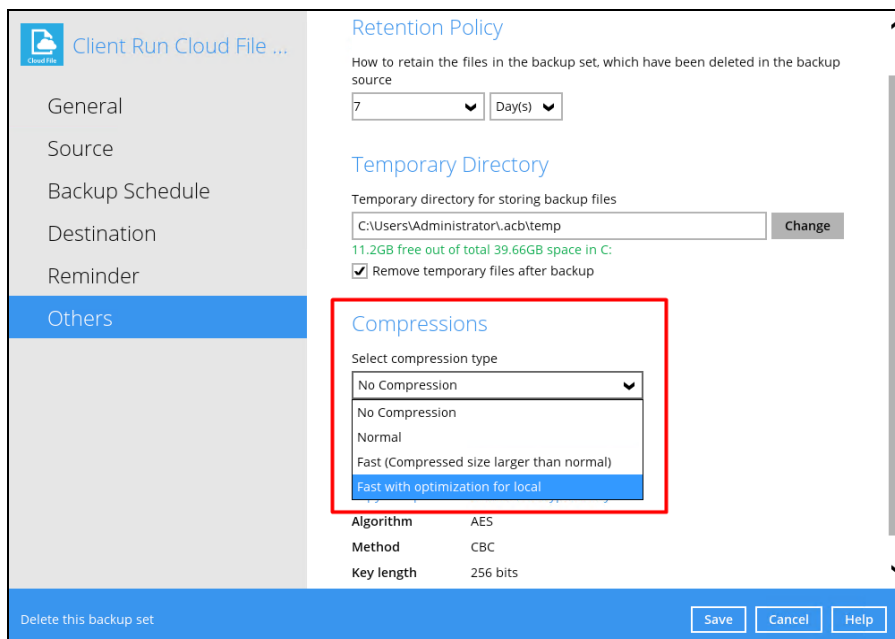 Cloud File
Client Run Cloud File ...
General
Source
Backup Schedule
Destination
Reminder
Others
Retention Policy
How to retain the files in the backup set, which have been deleted in the backup
source
7 Day(s)
Temporary Directory
Temporary directory for storing backup files
C:\Users\Administrator\.acb\temp Change
11.2GB free out of total 39.66GB space in C:
Remove temporary files after backup
Compressions
Select compression type
No Compression
No Compression
Normal
Fast (Compressed size larger than normal)
Fast with optimization for local
Algorithm AES
Method CBC
Key length 256 bits
Delete this backup set Save Cancel Help